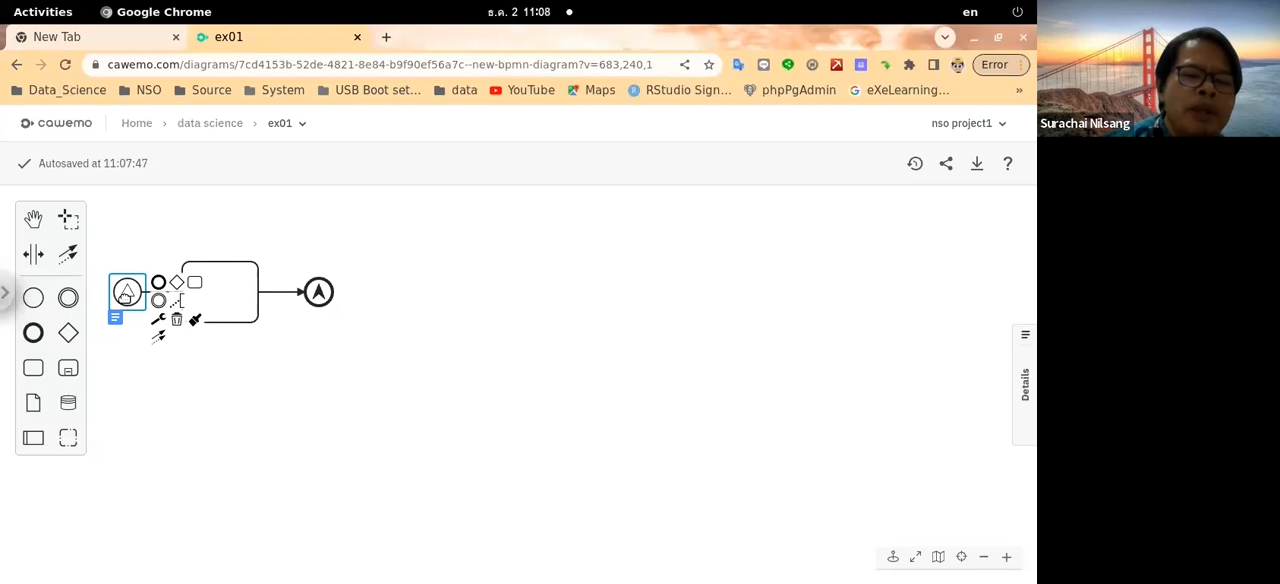 Activities Google Chrome ธ.ค. 2 11:08 en
New Tab ex01
cawemo.com/diagrams/7cd4153b-52de-4821-8e84-b9f90ef56a7c--new-bpmn-diagram?v=683,240,1 Error
Data_Science NSO Source System USB Boot set... data YouTube Maps RStudio Sign... phpPgAdmin eXeLearning... »
cawemo Home data science ex01 nso project1
Surachai Nilsang
Autosaved at 11:07:47
Details